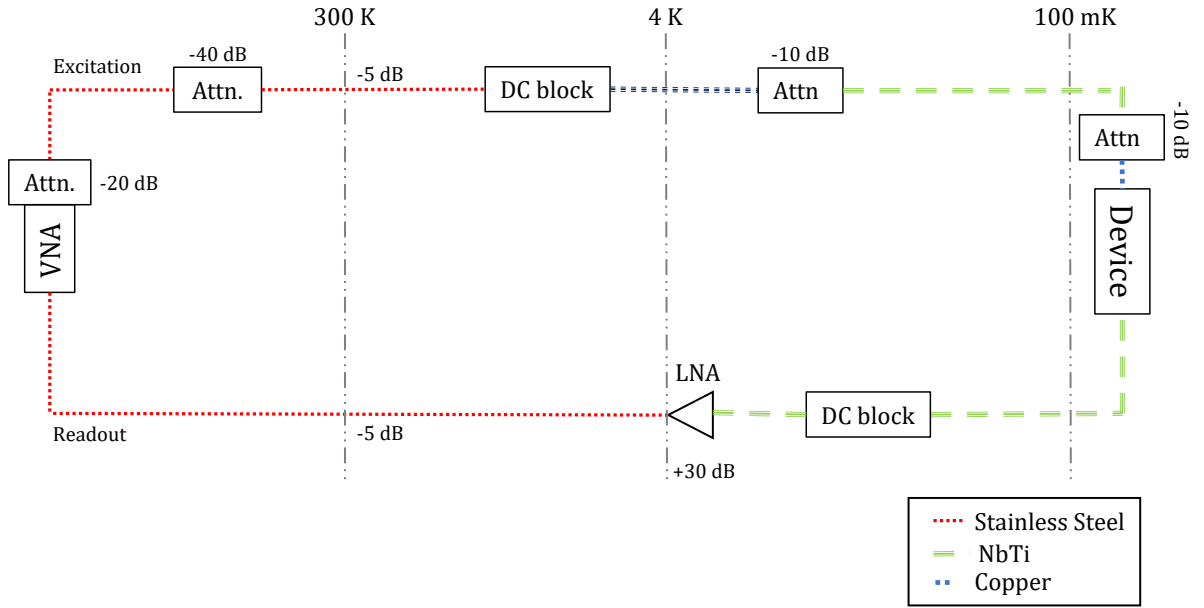 300 K
4 K
100 mK
Excitation
-40 dB
Attn.
-5 dB
DC block
-10 dB
Attn
Attn
-10 dB
Attn.
-20 dB
VNA
Device
LNA
DC block
Readout
-5 dB
+30 dB
Stainless Steel
NbTi
Copper